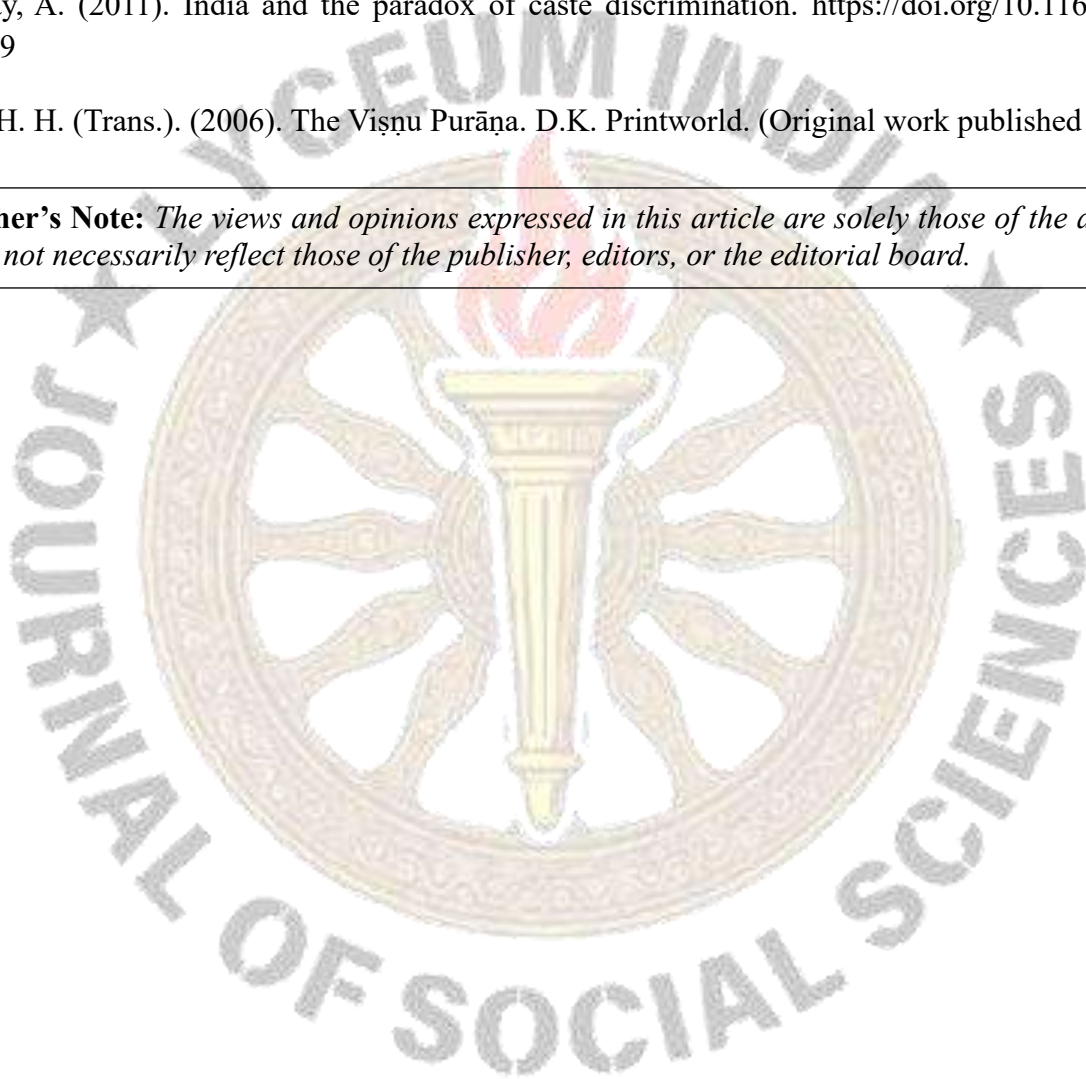 y, A. (2011). India and the paradox of caste discrimination. https://doi.org/10.116
9
H. H. (Trans.). (2006). The Viṣṇu Purāṇa. D.K. Printworld. (Original work published
ner’s Note: The views and opinions expressed in this article are solely those of the a
not necessarily reflect those of the publisher, editors, or the editorial board.
LYCEUM INDIA
JOURNAL OF SOCIAL SCIENCES